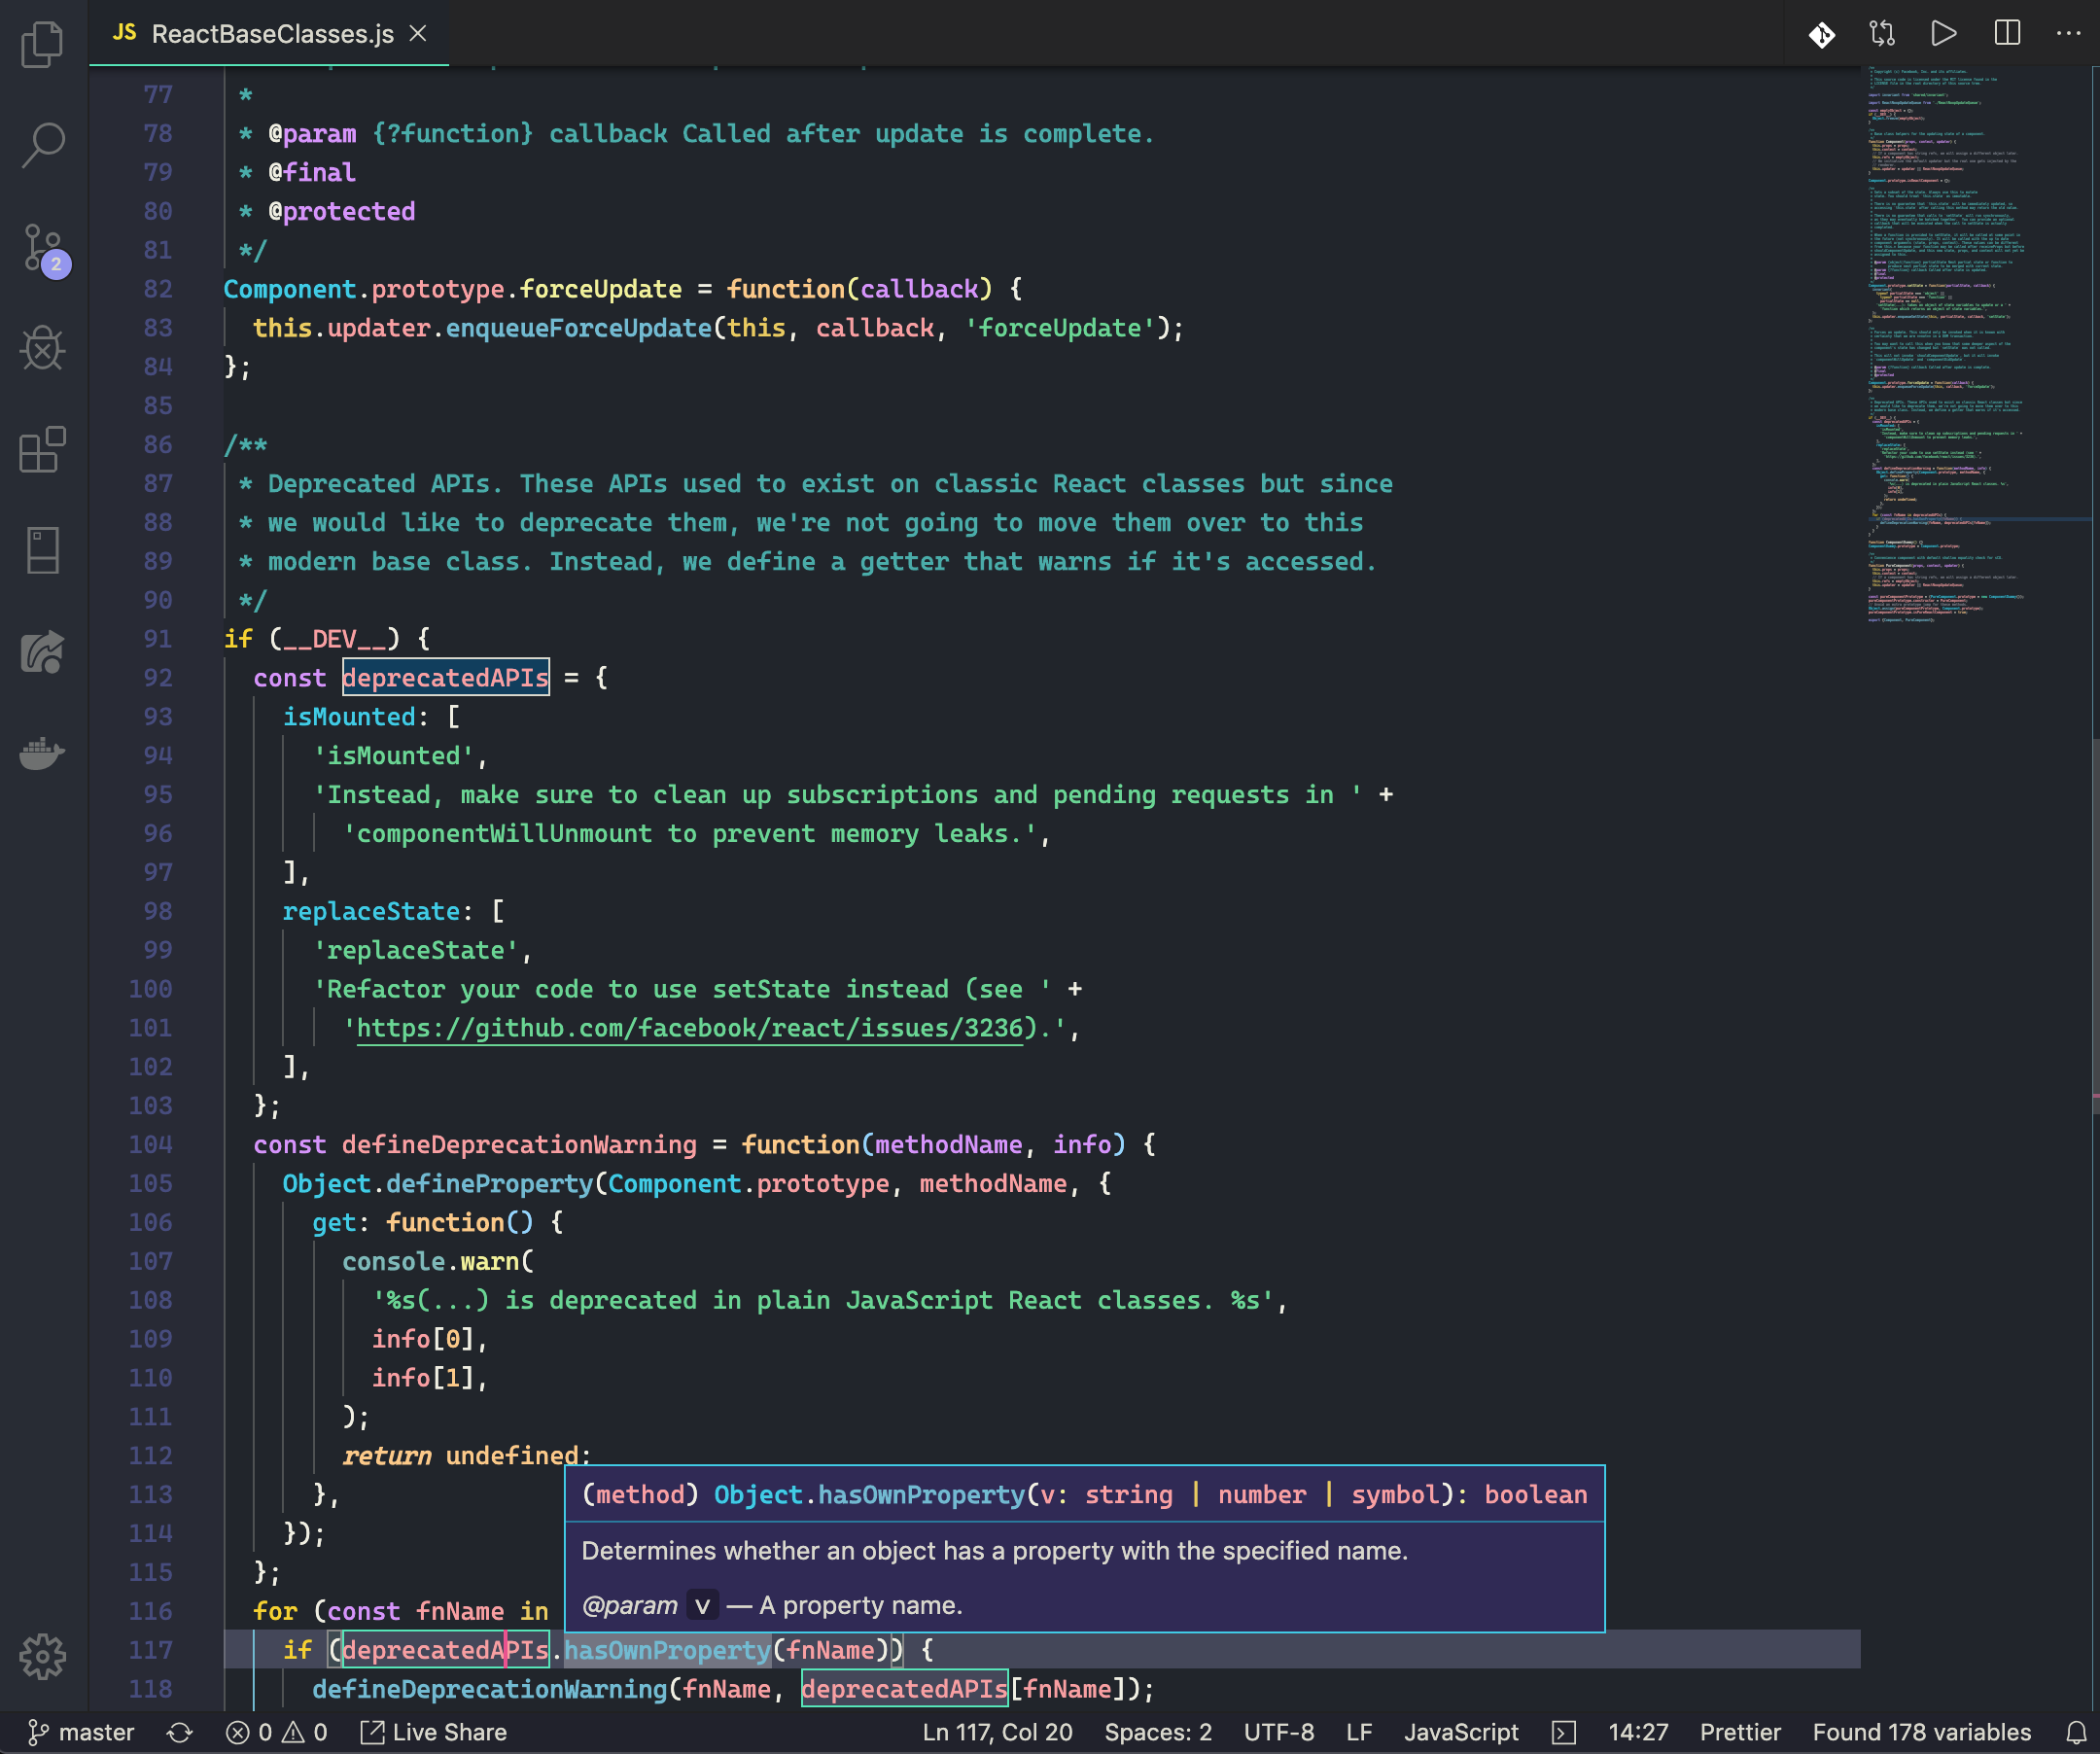 JS ReactBaseClasses.js
2
77 *
78 * @param {?function} callback Called after update is complete.
79 * @final
80 * @protected
81 */
82 Component.prototype.forceUpdate = function(callback) {
83 this.updater.enqueueForceUpdate(this, callback, 'forceUpdate');
84 };
85
86 /**
87 * Deprecated APIs. These APIs used to exist on classic React classes but since
88 * we would like to deprecate them, we're not going to move them over to this
89 * modern base class. Instead, we define a getter that warns if it's accessed.
90 */
91 if (__DEV__) {
92 const deprecatedAPIs = {
93 isMounted: [
94 'isMounted',
95 'Instead, make sure to clean up subscriptions and pending requests in ' +
96 'componentWillUnmount to prevent memory leaks.',
97 ],
98 replaceState: [
99 'replaceState',
100 'Refactor your code to use setState instead (see ' +
101 'https://github.com/facebook/react/issues/3236).',
102 ],
103 };
104 const defineDeprecationWarning = function(methodName, info) {
105 Object.defineProperty(Component.prototype, methodName, {
106 get: function() {
107 console.warn(
108 '%s(...) is deprecated in plain JavaScript React classes. %s',
109 info[0],
110 info[1],
111 );
112 return undefined;
113 },
114 });
115 };
116 for (const fnName in
(method) Object.hasOwnProperty(v: string | number | symbol): boolean
Determines whether an object has a property with the specified name.
@param v — A property name.
117 if (deprecatedAPIs.hasOwnProperty(fnName)) {
118 defineDeprecationWarning(fnName, deprecatedAPIs[fnName]);
master 0 0 Live Share Ln 117, Col 20 Spaces: 2 UTF-8 LF JavaScript 14:27 Prettier Found 178 variables